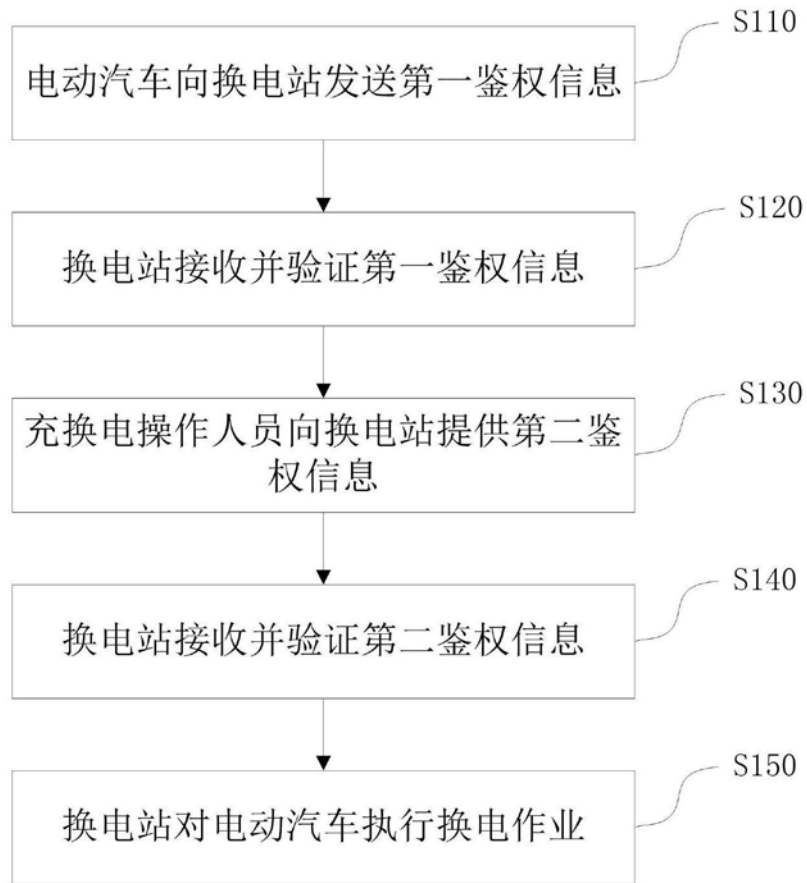 S110
电动汽车向换电站发送第一鉴权信息
S120
换电站接收并验证第一鉴权信息
S130
充换电操作人员向换电站提供第二鉴
权信息
S140
换电站接收并验证第二鉴权信息
S150
换电站对电动汽车执行换电作业